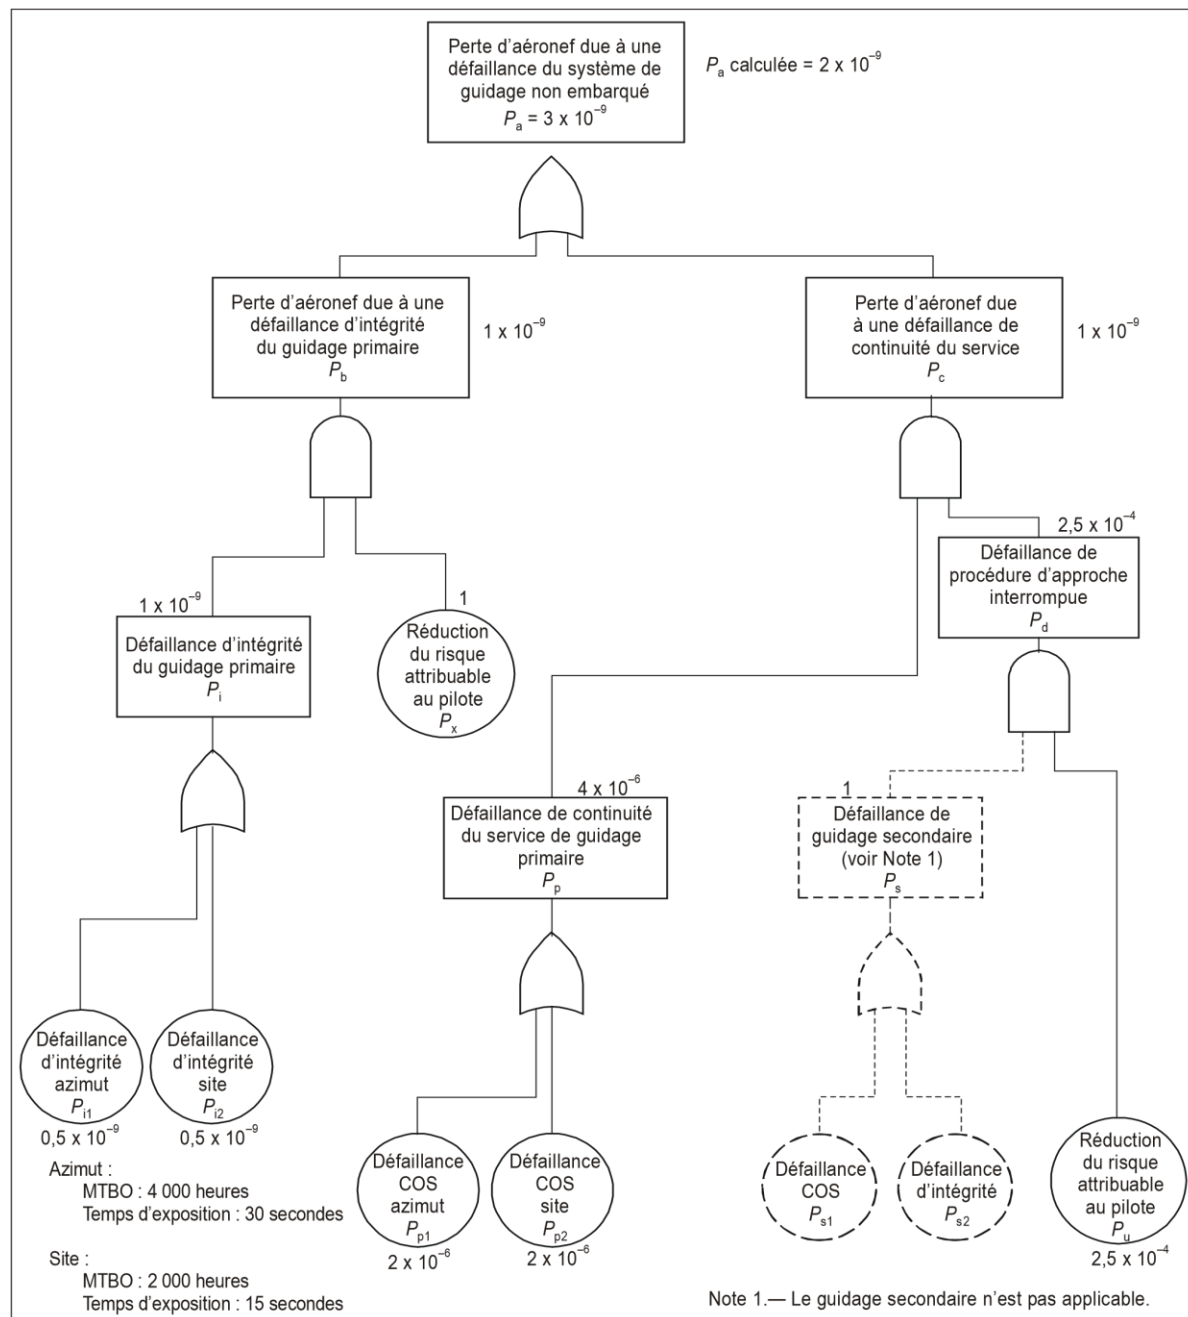 Perte d'aéronef due à une
défaillance du système de
guidage non embarqué
Pa = 3 x 10–9
Pa calculée = 2 x 10–9
Perte d'aéronef due à une
défaillance d'intégrité
du guidage primaire
Pb
1 x 10–9
Perte d'aéronef due
à une défaillance de
continuité du service
Pc
1 x 10–9
2,5 x 10–4
Défaillance de
procédure d'approche
interrompue
Pd
1 x 10–9
Défaillance d'intégrité
du guidage primaire
Pi
1
Réduction
du risque
attribuable
au pilote
Px
4 x 10–6
Défaillance de continuité
du service de guidage
primaire
Pp
1
Défaillance de
guidage secondaire
(voir Note 1)
Ps
Défaillance
d'intégrité
azimut
Pi1
0,5 x 10–9
Défaillance
d'intégrité
site
Pi2
0,5 x 10–9
Défaillance
COS
azimut
Pp1
2 x 10–6
Défaillance
COS
site
Pp2
2 x 10–6
Défaillance
COS
Ps1
Défaillance
d'intégrité
Ps2
Réduction
du risque
attribuable
au pilote
Pu
2,5 x 10–4
Azimut :
MTBO : 4 000 heures
Temps d'exposition : 30 secondes
Site :
MTBO : 2 000 heures
Temps d'exposition : 15 secondes
Note 1.— Le guidage secondaire n'est pas applicable.